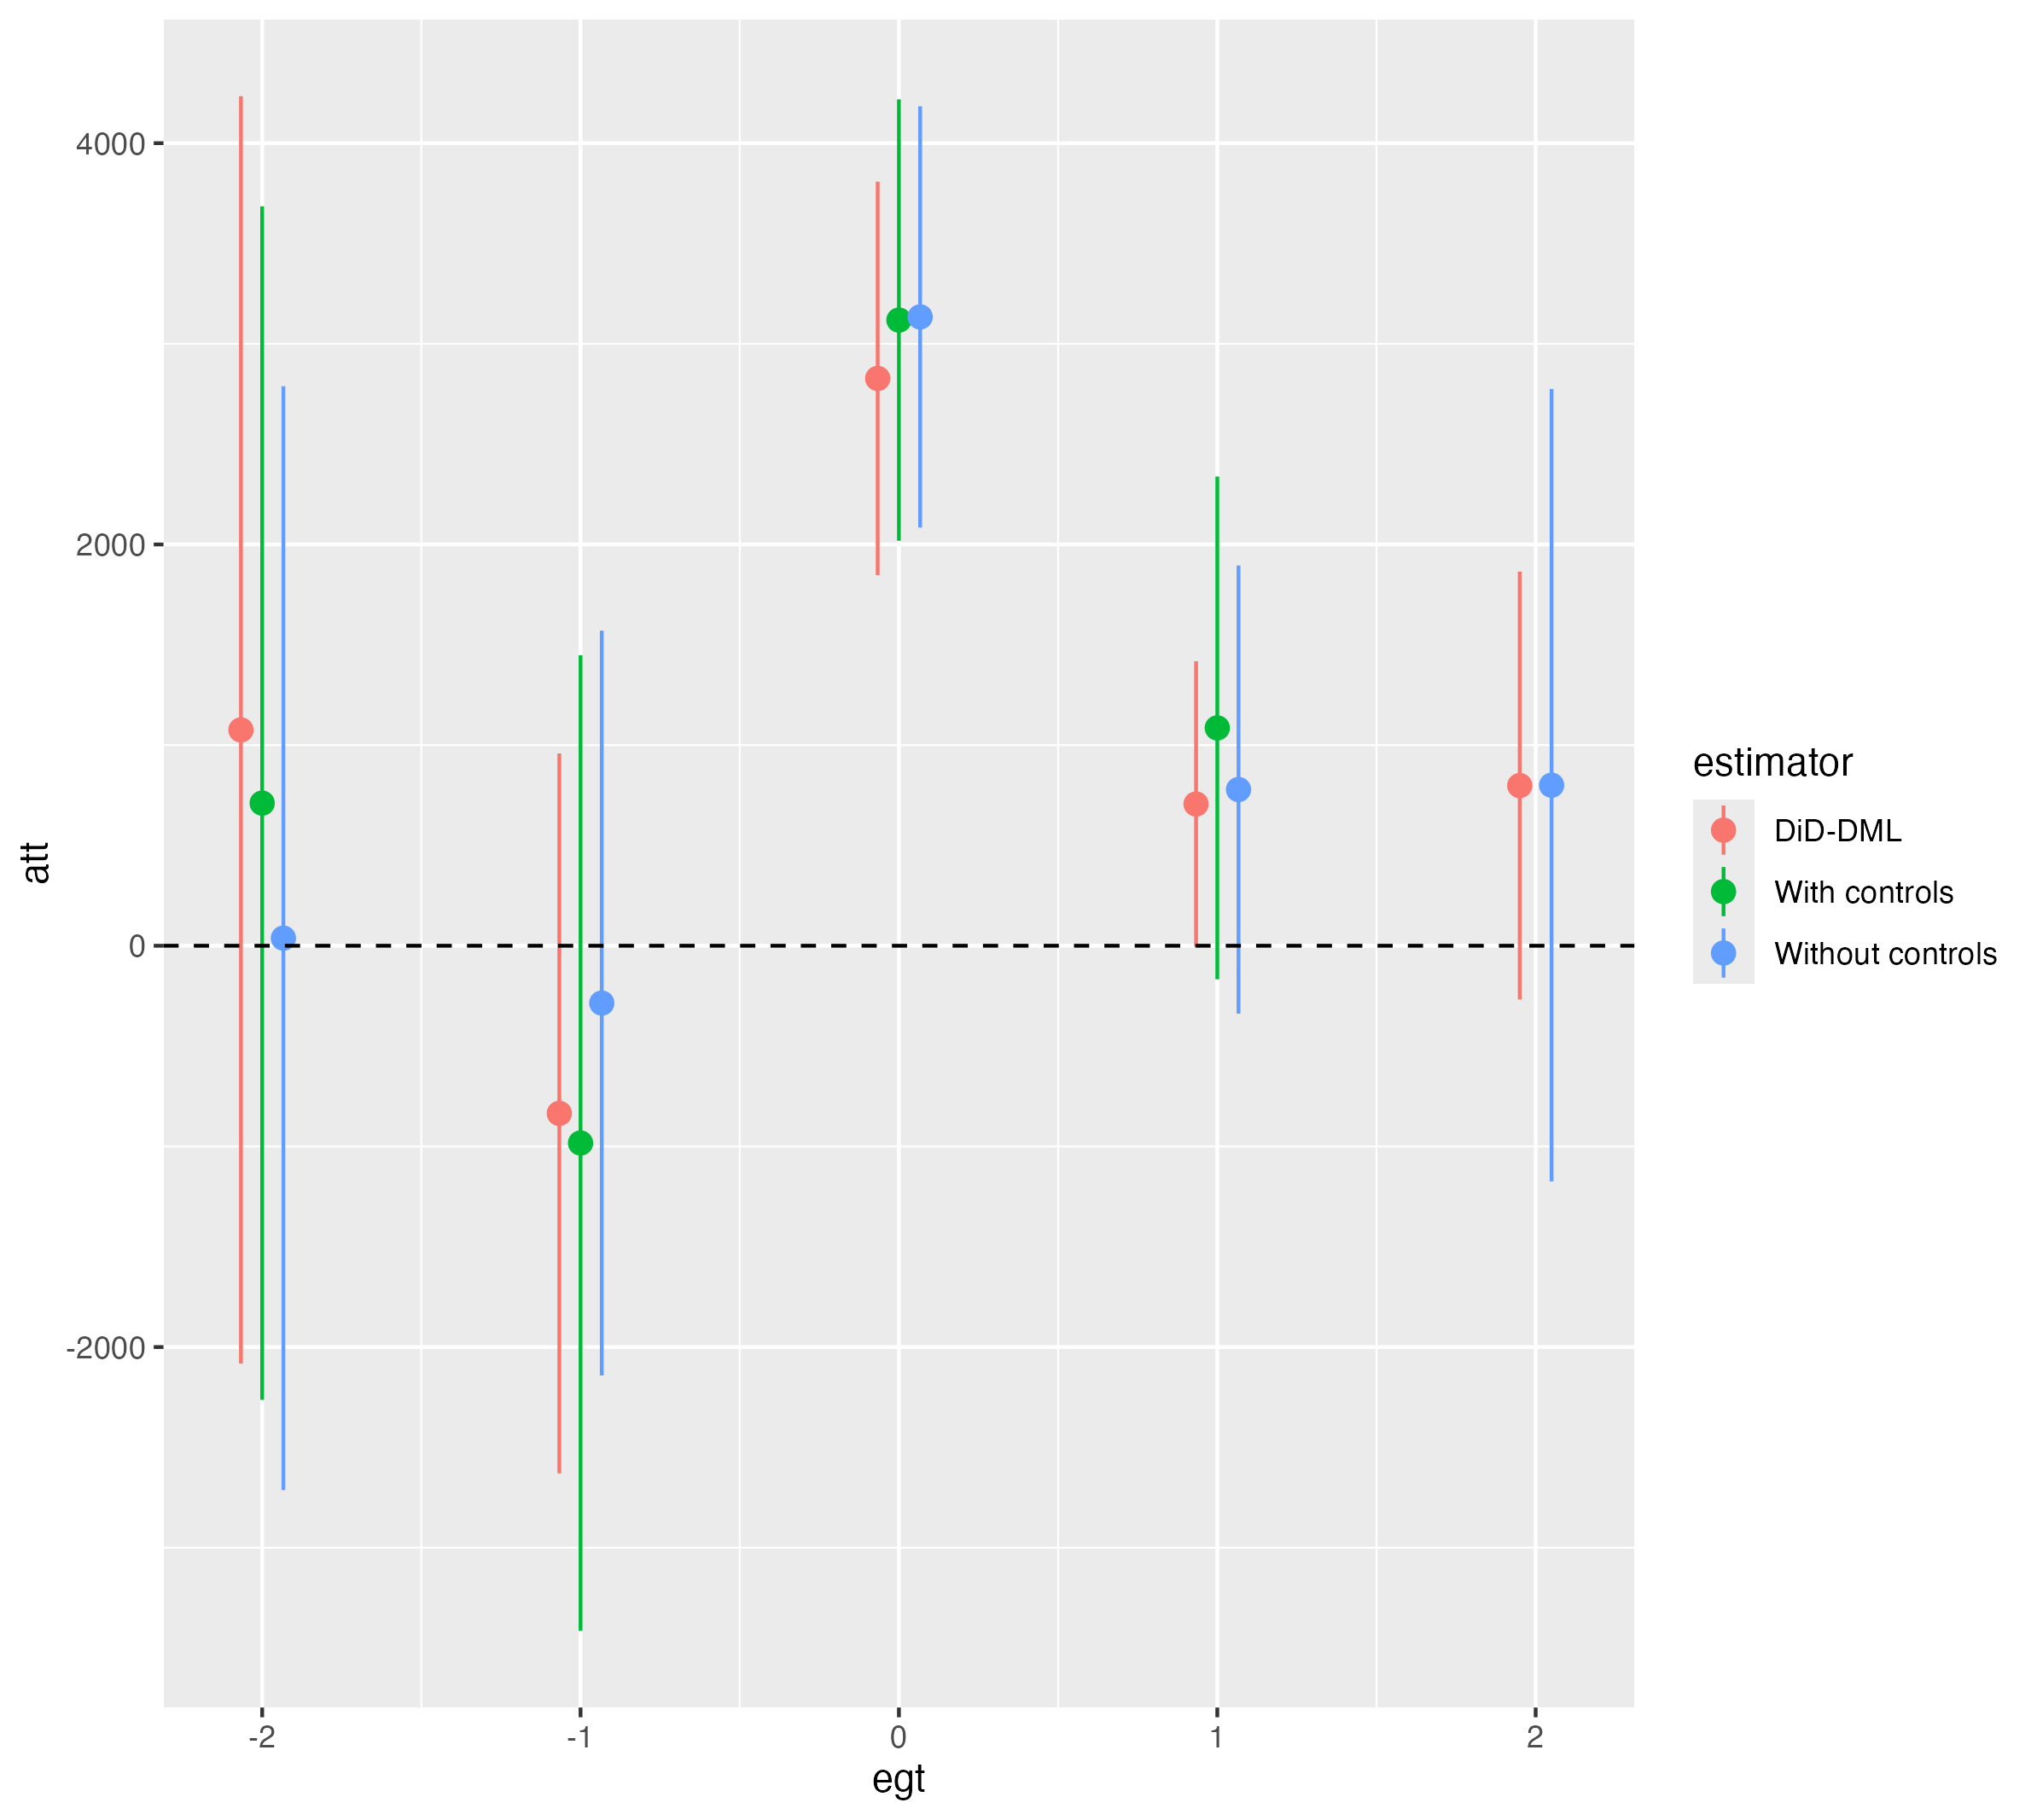 att
4000
2000
0
-2000
-2
-1
0
1
2
egt
estimator
DiD-DML
With controls
Without controls